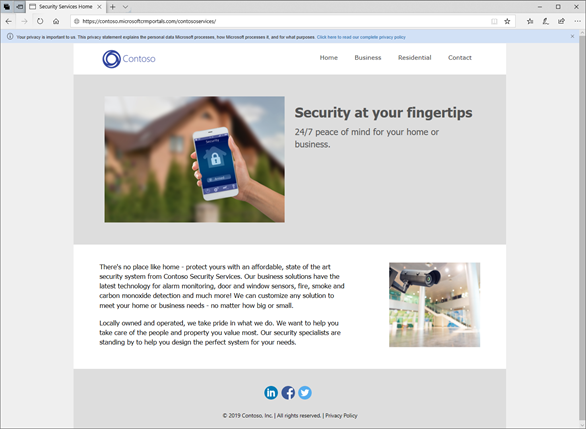 Security Services Home
https://contoso.microsoftcrmportals.com/contososervices/
Your privacy is important to us. This privacy statement explains the personal data Microsoft processes, how Microsoft processes it, and for what purposes. Click here to read our complete privacy policy
Contoso
Home Business Residential Contact
Security at your fingertips
24/7 peace of mind for your home or
business.
Security
There's no place like home - protect yours with an affordable, state of the art
security system from Contoso Security Services. Our business solutions have the
latest technology for alarm monitoring, door and window sensors, fire, smoke and
carbon monoxide detection and much more! We can customize any solution to
meet your home or business needs - no matter how big or small.
Locally owned and operated, we take pride in what we do. We want to help you
take care of the people and property you value most. Our security specialists are
standing by to help you design the perfect system for your needs.
in f
© 2019 Contoso, Inc. | All rights reserved. | Privacy Policy